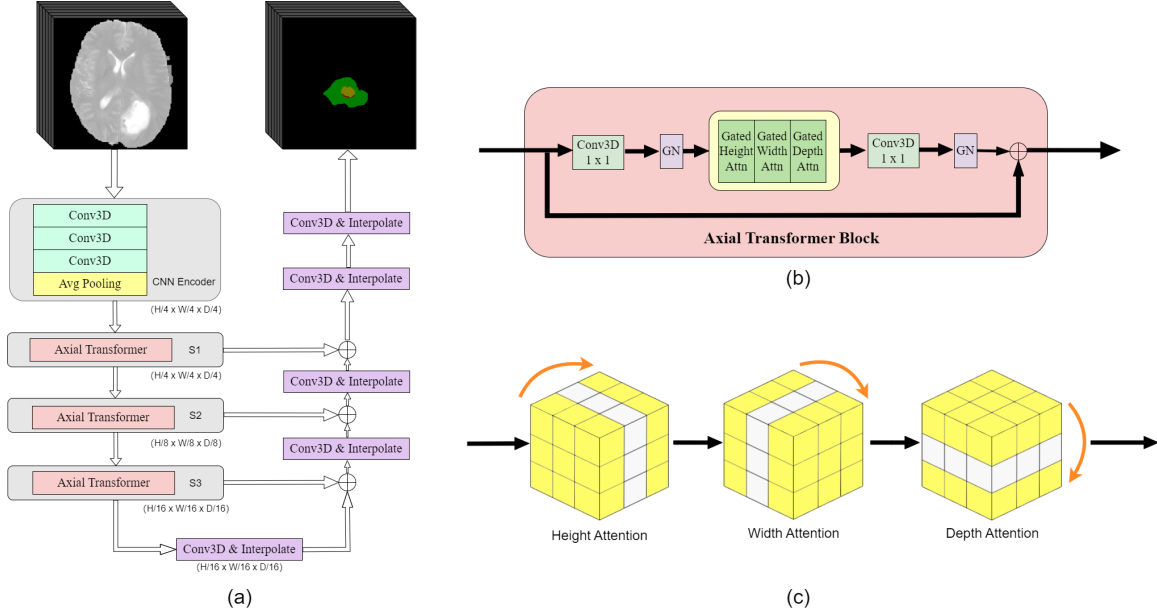 Conv3D
Conv3D
Conv3D
Avg Pooling
CNN Encoder
(H/4 x W/4 x D/4)
Axial Transformer
S1
(H/4 x W/4 x D/4)
Axial Transformer
S2
(H/8 x W/8 x D/8)
Axial Transformer
S3
(H/16 x W/16 x D/16)
Conv3D & Interpolate
(H/16 x W/16 x D/16)
Conv3D & Interpolate
Conv3D & Interpolate
Conv3D & Interpolate
Conv3D & Interpolate
(a)
Conv3D
1 x 1
GN
Gated
Height
Attn
Gated
Width
Attn
Gated
Depth
Attn
Conv3D
1 x 1
GN
Axial Transformer Block
(b)
Height Attention
Width Attention
Depth Attention
(c)